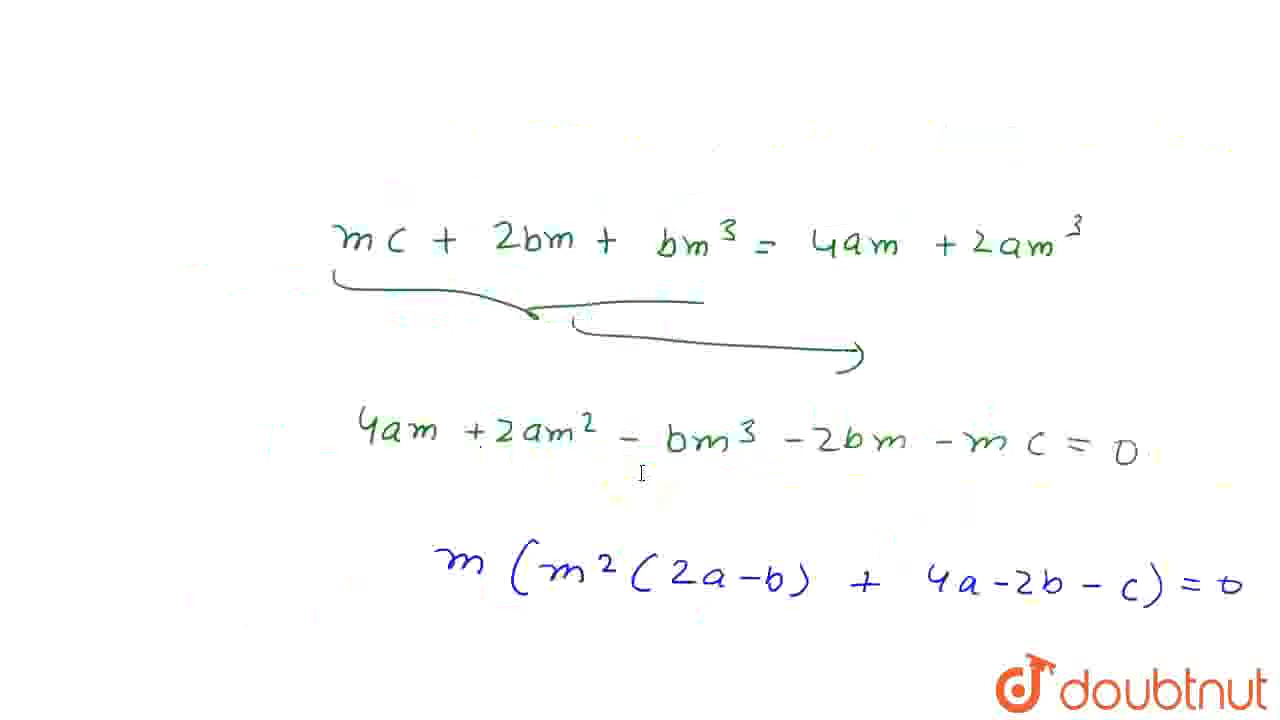 mc + 2bm + bm³ = 4am + 2am³
4am + 2am² - bm³ - 2bm - mc = 0
m (m² (2a-b) + 4a-2b-c) = 0
doubtnut